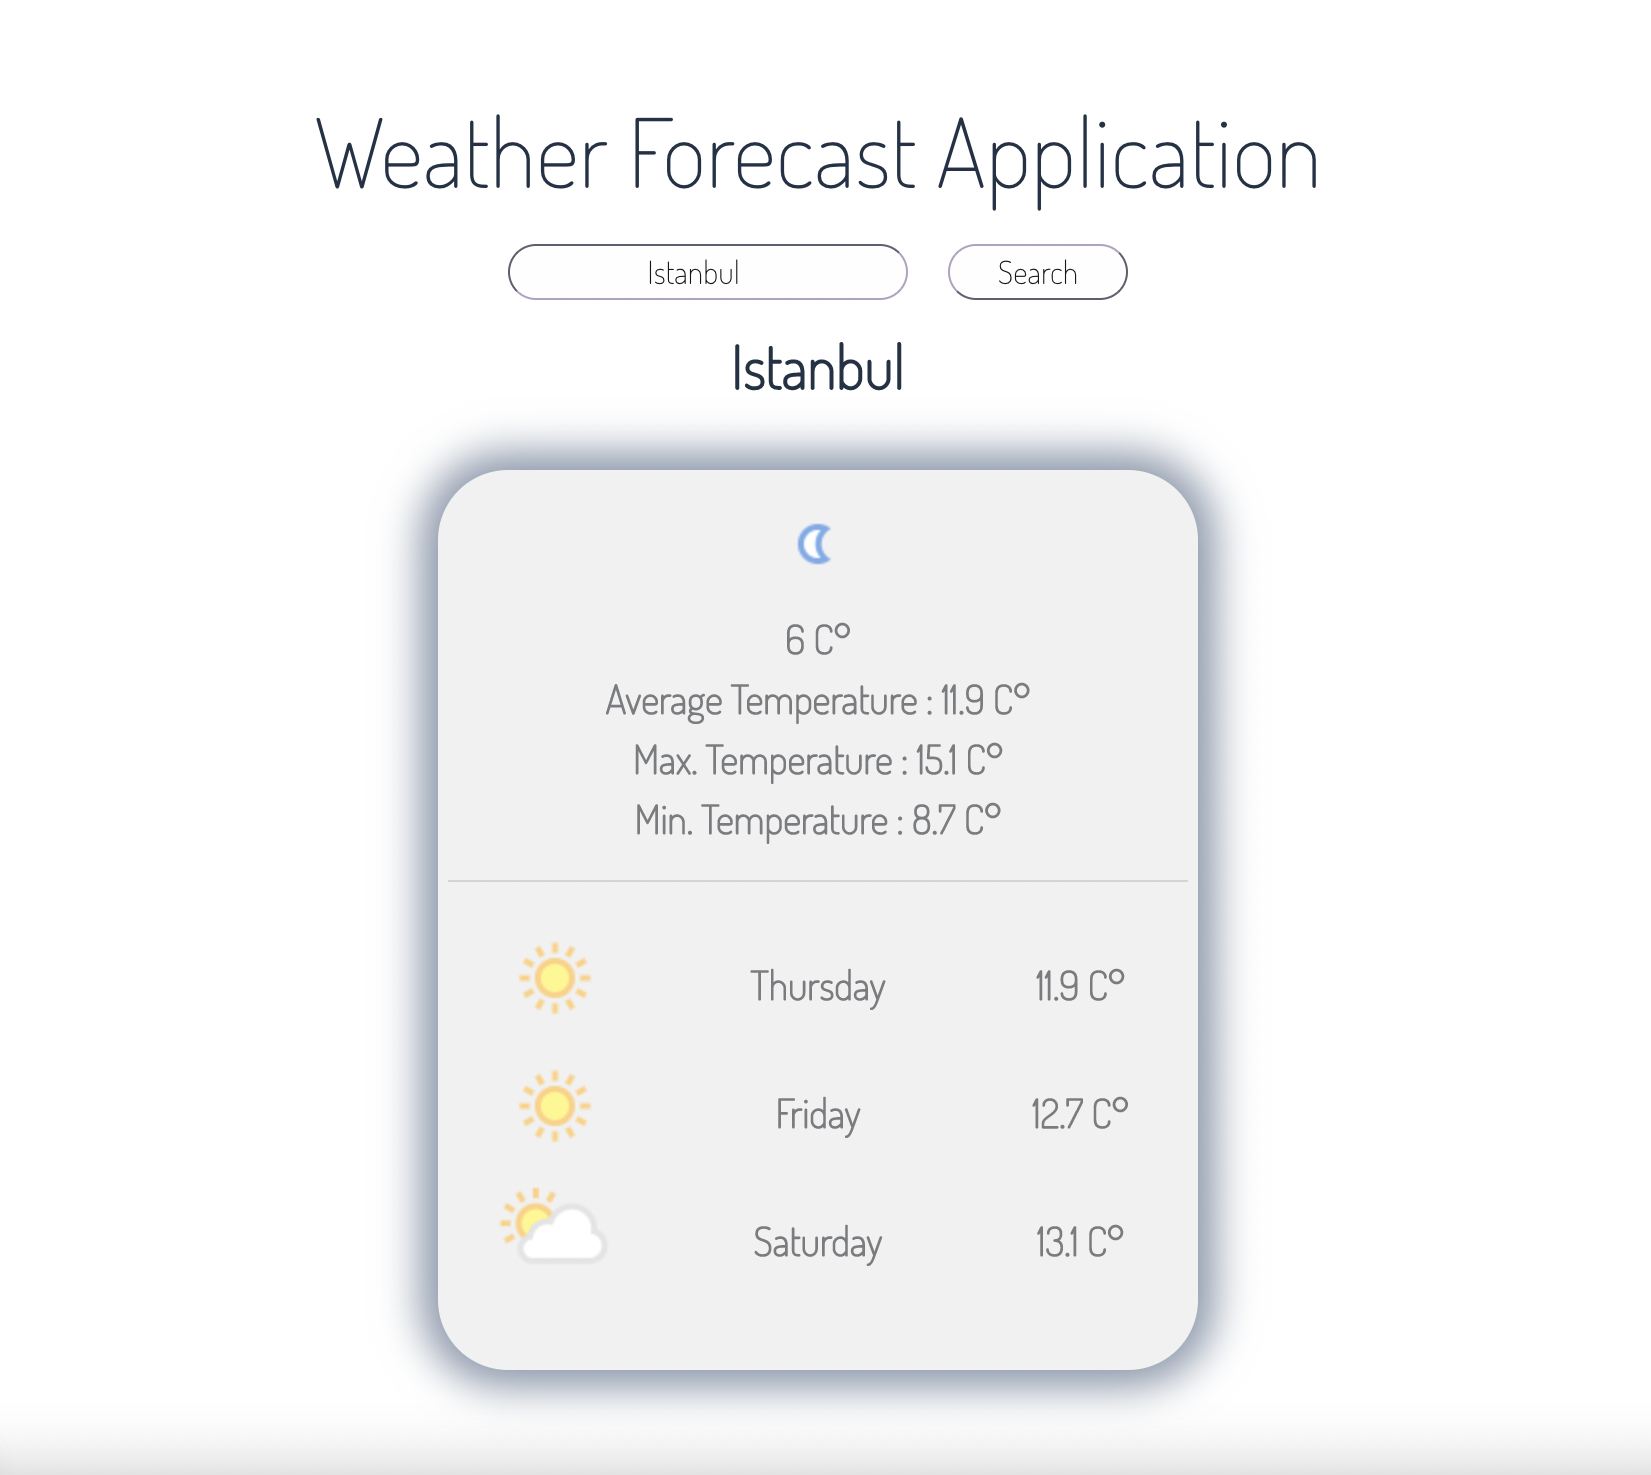 Weather Forecast Application
Istanbul
Search
Istanbul
6 C°
Average Temperature : 11.9 C°
Max. Temperature : 15.1 C°
Min. Temperature : 8.7 C°
Thursday 11.9 C°
Friday 12.7 C°
Saturday 13.1 C°